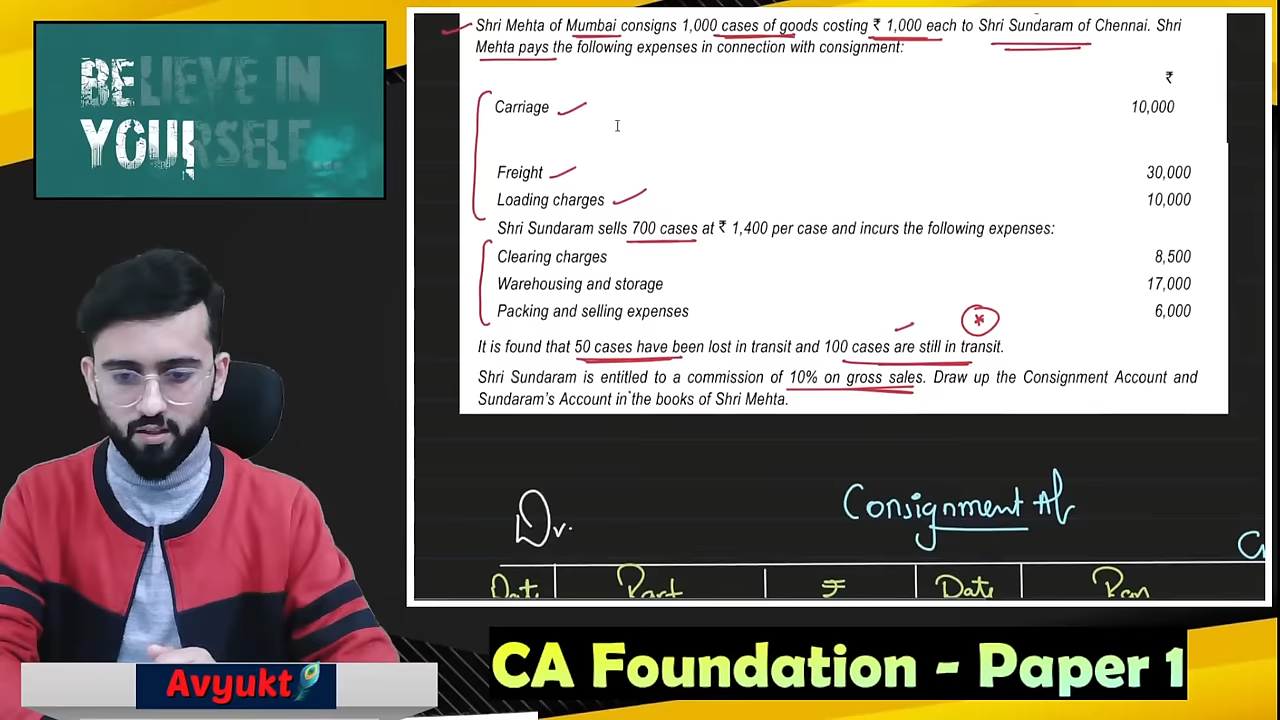 BELIEVE IN
YOURSELF
Shri Mehta of Mumbai consigns 1,000 cases of goods costing ₹ 1,000 each to Shri Sundaram of Chennai. Shri
Mehta pays the following expenses in connection with consignment:
₹
Carriage 10,000
Freight 30,000
Loading charges 10,000
Shri Sundaram sells 700 cases at ₹ 1,400 per case and incurs the following expenses:
Clearing charges 8,500
Warehousing and storage 17,000
Packing and selling expenses 6,000
It is found that 50 cases have been lost in transit and 100 cases are still in transit.
Shri Sundaram is entitled to a commission of 10% on gross sales. Draw up the Consignment Account and
Sundaram's Account in the books of Shri Mehta.
Dr. Consignment A/c
Date Part ₹ Date Par
Avyukt
CA Foundation - Paper 1